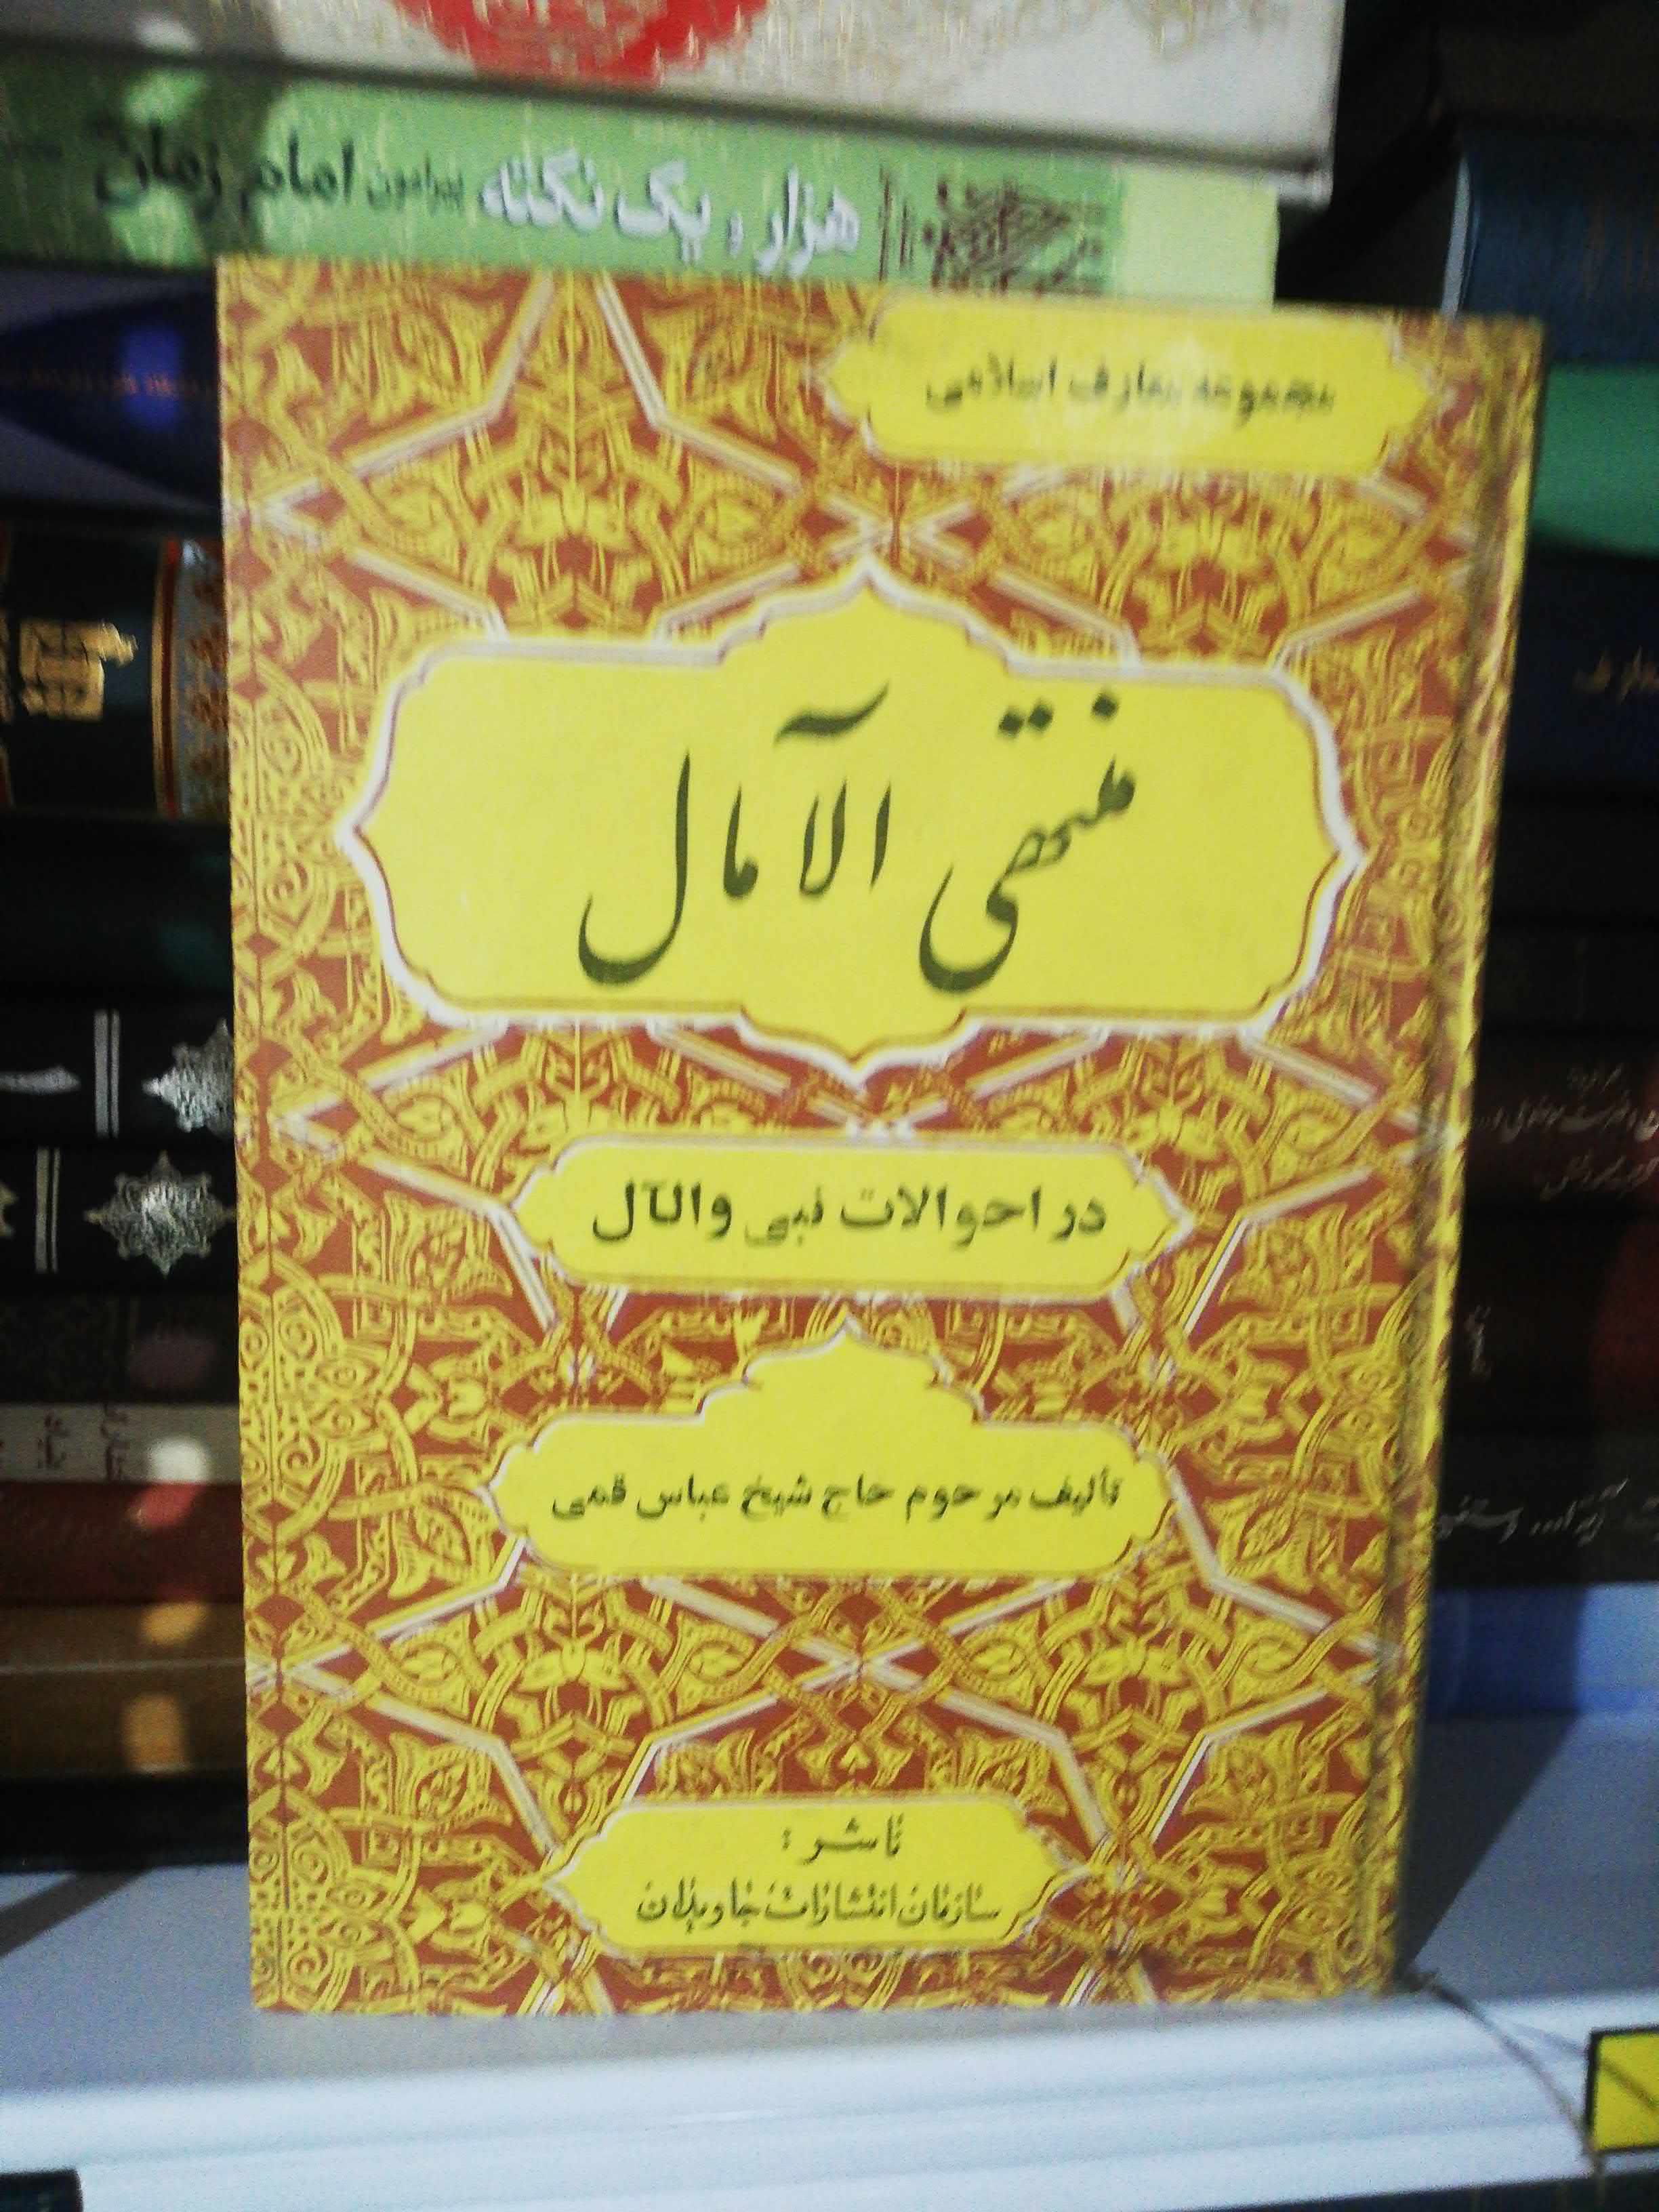 هزار و یک نکته پیرامون امام زمان
مجموعه معارف اسلامی
منتهی الآمال
در احوالات نبی والآل
تألیف مرحوم حاج شیخ عباس قمی
ناشر :
سازمان انتشارات جاویدان